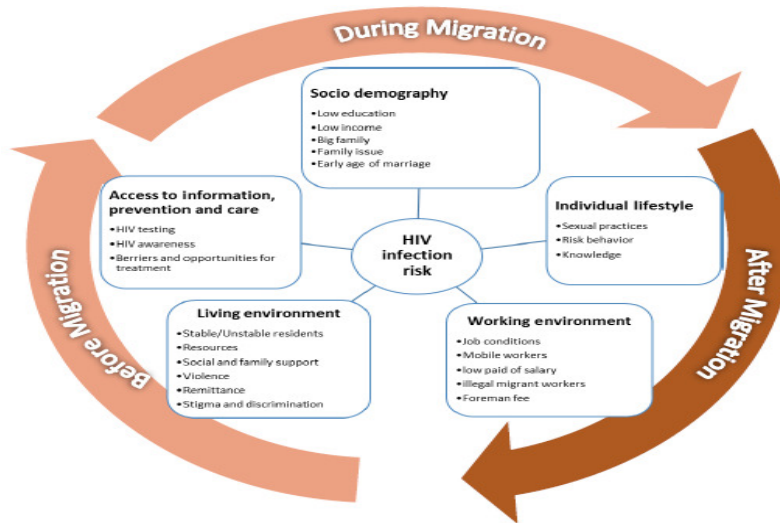 During Migration
Socio demography
•Low education
•Low income
•Big family
•Family issue
•Early age of marriage
Access to information,
prevention and care
•HIV testing
•HIV awareness
•Berriers and opportunities for
treatment
Individual lifestyle
•Sexual practices
•Risk behavior
•Knowledge
HIV
infection
risk
Living environment
•Stable/Unstable residents
•Resources
•Social and family support
•Violence
•Remittance
•Stigma and discrimination
Working environment
•Job conditions
•Mobile workers
•low paid of salary
•illegal migrant workers
•Foreman fee
Before Migration
After Migration